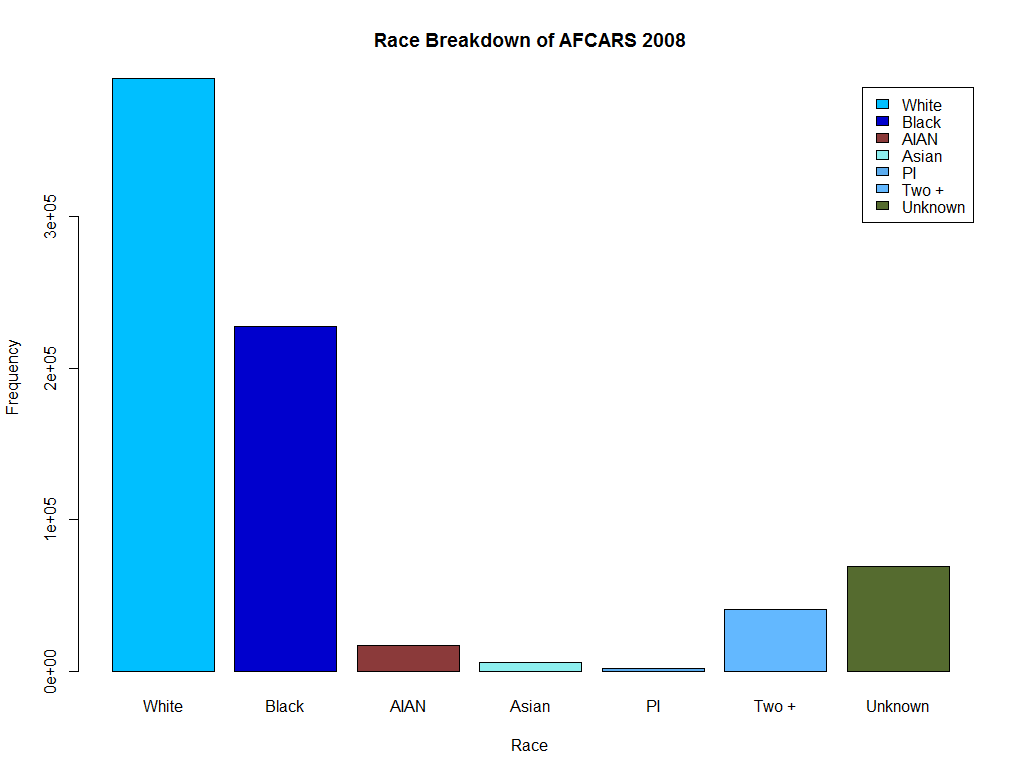 Race Breakdown of AFCARS 2008
White
Black
AIAN
Asian
PI
Two +
Unknown
Frequency
3e+05
2e+05
1e+05
0e+00
White Black AIAN Asian PI Two + Unknown
Race